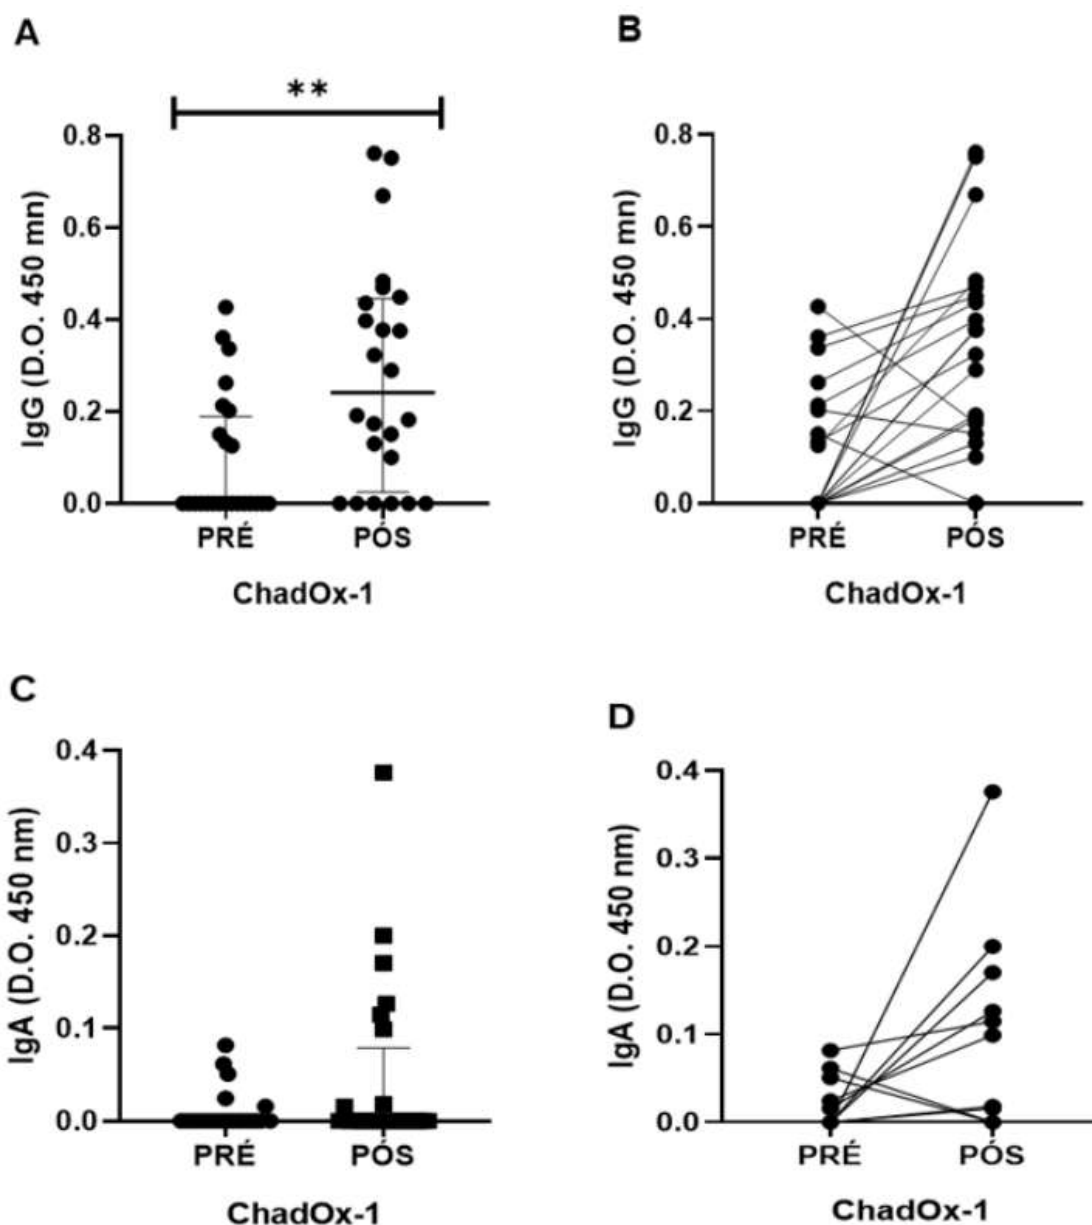 A
**
IgG (D.O. 450 mn)
0.8
0.6
0.4
0.2
0.0
PRÉ PÓS
ChadOx-1
B
IgG (D.O. 450 mn)
0.8
0.6
0.4
0.2
0.0
PRÉ PÓS
ChadOx-1
C
IgA (D.O. 450 nm)
0.4
0.3
0.2
0.1
0.0
PRÉ PÓS
ChadOx-1
D
IgA (D.O. 450 nm)
0.4
0.3
0.2
0.1
0.0
PRÉ PÓS
ChadOx-1